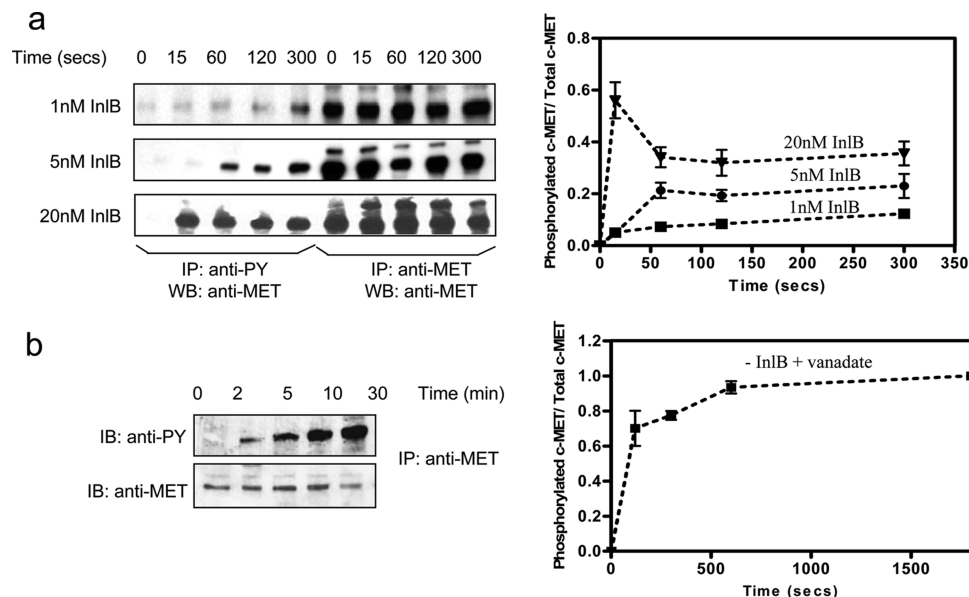 a
Time (secs) 0 15 60 120 300 0 15 60 120 300
1nM InlB
5nM InlB
20nM InlB
IP: anti-PY IP: anti-MET
WB: anti-MET WB: anti-MET
Phosphorylated c-MET/ Total c-MET
0.8
0.6
0.4
0.2
0.0
20nM InlB
5nM InlB
1nM InlB
0 50 100 150 200 250 300 350
Time (secs)
b
0 2 5 10 30 Time (min)
IB: anti-PY
IP: anti-MET
IB: anti-MET
Phosphorylated c-MET/ Total c-MET
1.2
1.0
0.8
0.6
0.4
0.2
0.0
- InlB + vanadate
0 500 1000 1500
Time (secs)